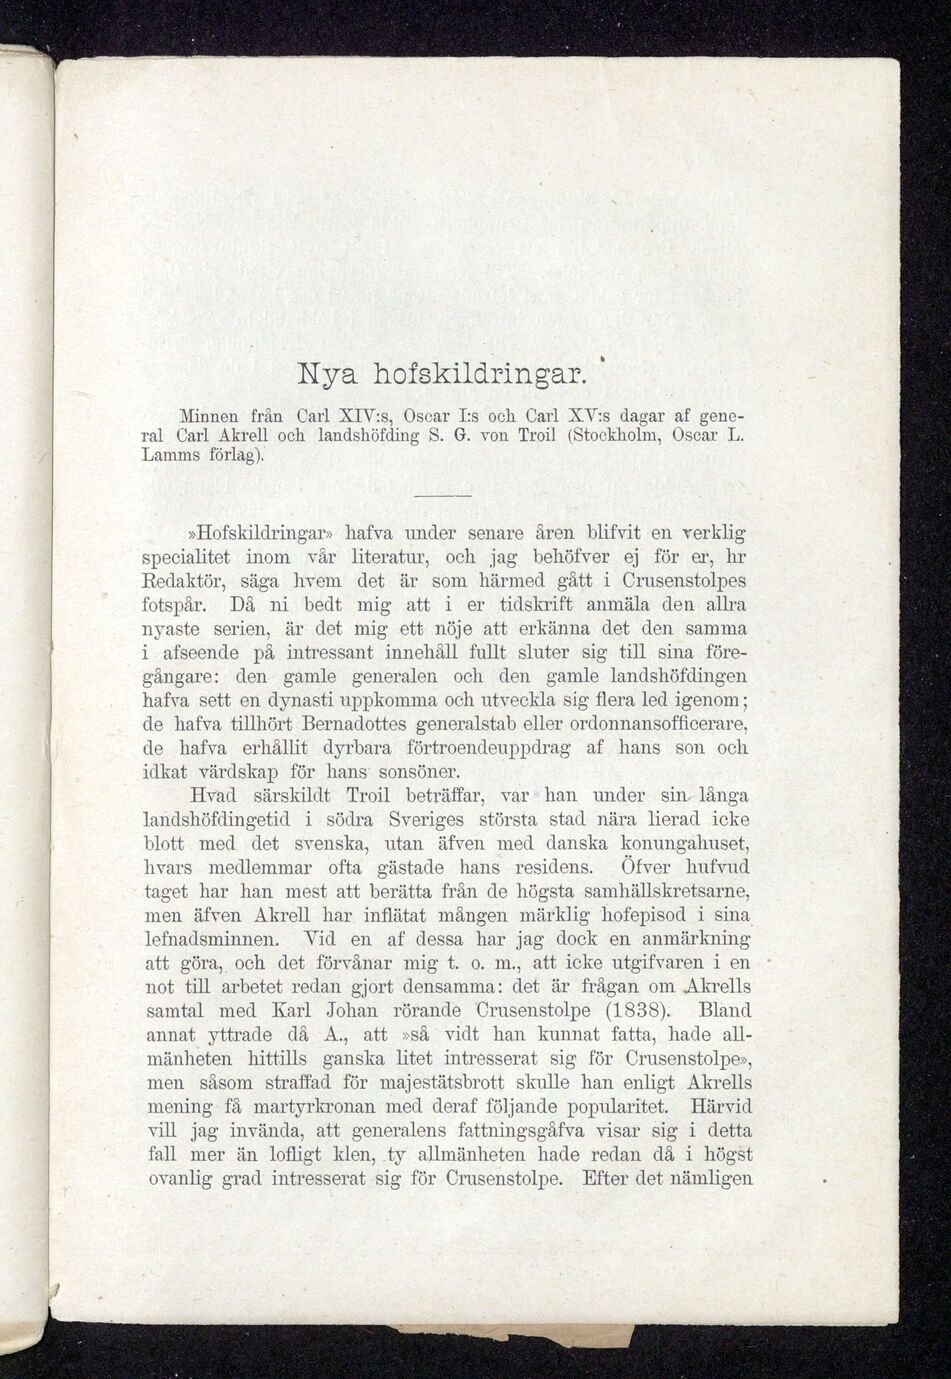 Nya hofskildringar.
Minnen från Carl XIV:s, Oscar I:s och Carl XV:s dagar af gene-
ral Carl Akrell och landshöfding S. G. von Troil (Stockholm, Oscar L.
Lamms förlag).
»Hofskildringar» hafva under senare åren blifvit en verklig
specialitet inom vår literatur, och jag behöfver ej för er, hr
Redaktör, säga hvem det är som härmed gått i Crusenstolpes
fotspår. Då ni bedt mig att i er tidskrift anmäla den allra
nyaste serien, är det mig ett nöje att erkänna det den samma
i afseende på intressant innehåll fullt sluter sig till sina före-
gångare: den gamle generalen och den gamle landshöfdingen
hafva sett en dynasti uppkomma och utveckla sig flera led igenom;
de hafva tillhört Bernadottes generalstab eller ordonnansofficerare,
de hafva erhållit dyrbara förtroendeuppdrag af hans son och
idkat värdskap för hans sonsöner.
Hvad särskildt Troil beträffar, var han under sin långa
landshöfdingetid i södra Sveriges största stad nära lierad icke
blott med det svenska, utan äfven med danska konungahuset,
hvars medlemmar ofta gästade hans residens. Öfver hufvud
taget har han mest att berätta från de högsta samhällskretsarne,
men äfven Akrell har inflätat mången märklig hofepisod i sina
lefnadsminnen. Vid en af dessa har jag dock en anmärkning
att göra, och det förvånar mig t. o. m., att icke utgifvaren i en
not till arbetet redan gjort densamma: det är frågan om Akrells
samtal med Karl Johan rörande Crusenstolpe (1838). Bland
annat yttrade då A., att »så vidt han kunnat fatta, hade all-
mänheten hittills ganska litet intresserat sig för Crusenstolpe»,
men såsom straffad för majestätsbrott skulle han enligt Akrells
mening få martyrkronan med deraf följande popularitet. Härvid
vill jag invända, att generalens fattningsgåfva visar sig i detta
fall mer än lofligt klen, ty allmänheten hade redan då i högst
ovanlig grad intresserat sig för Crusenstolpe. Efter det nämligen